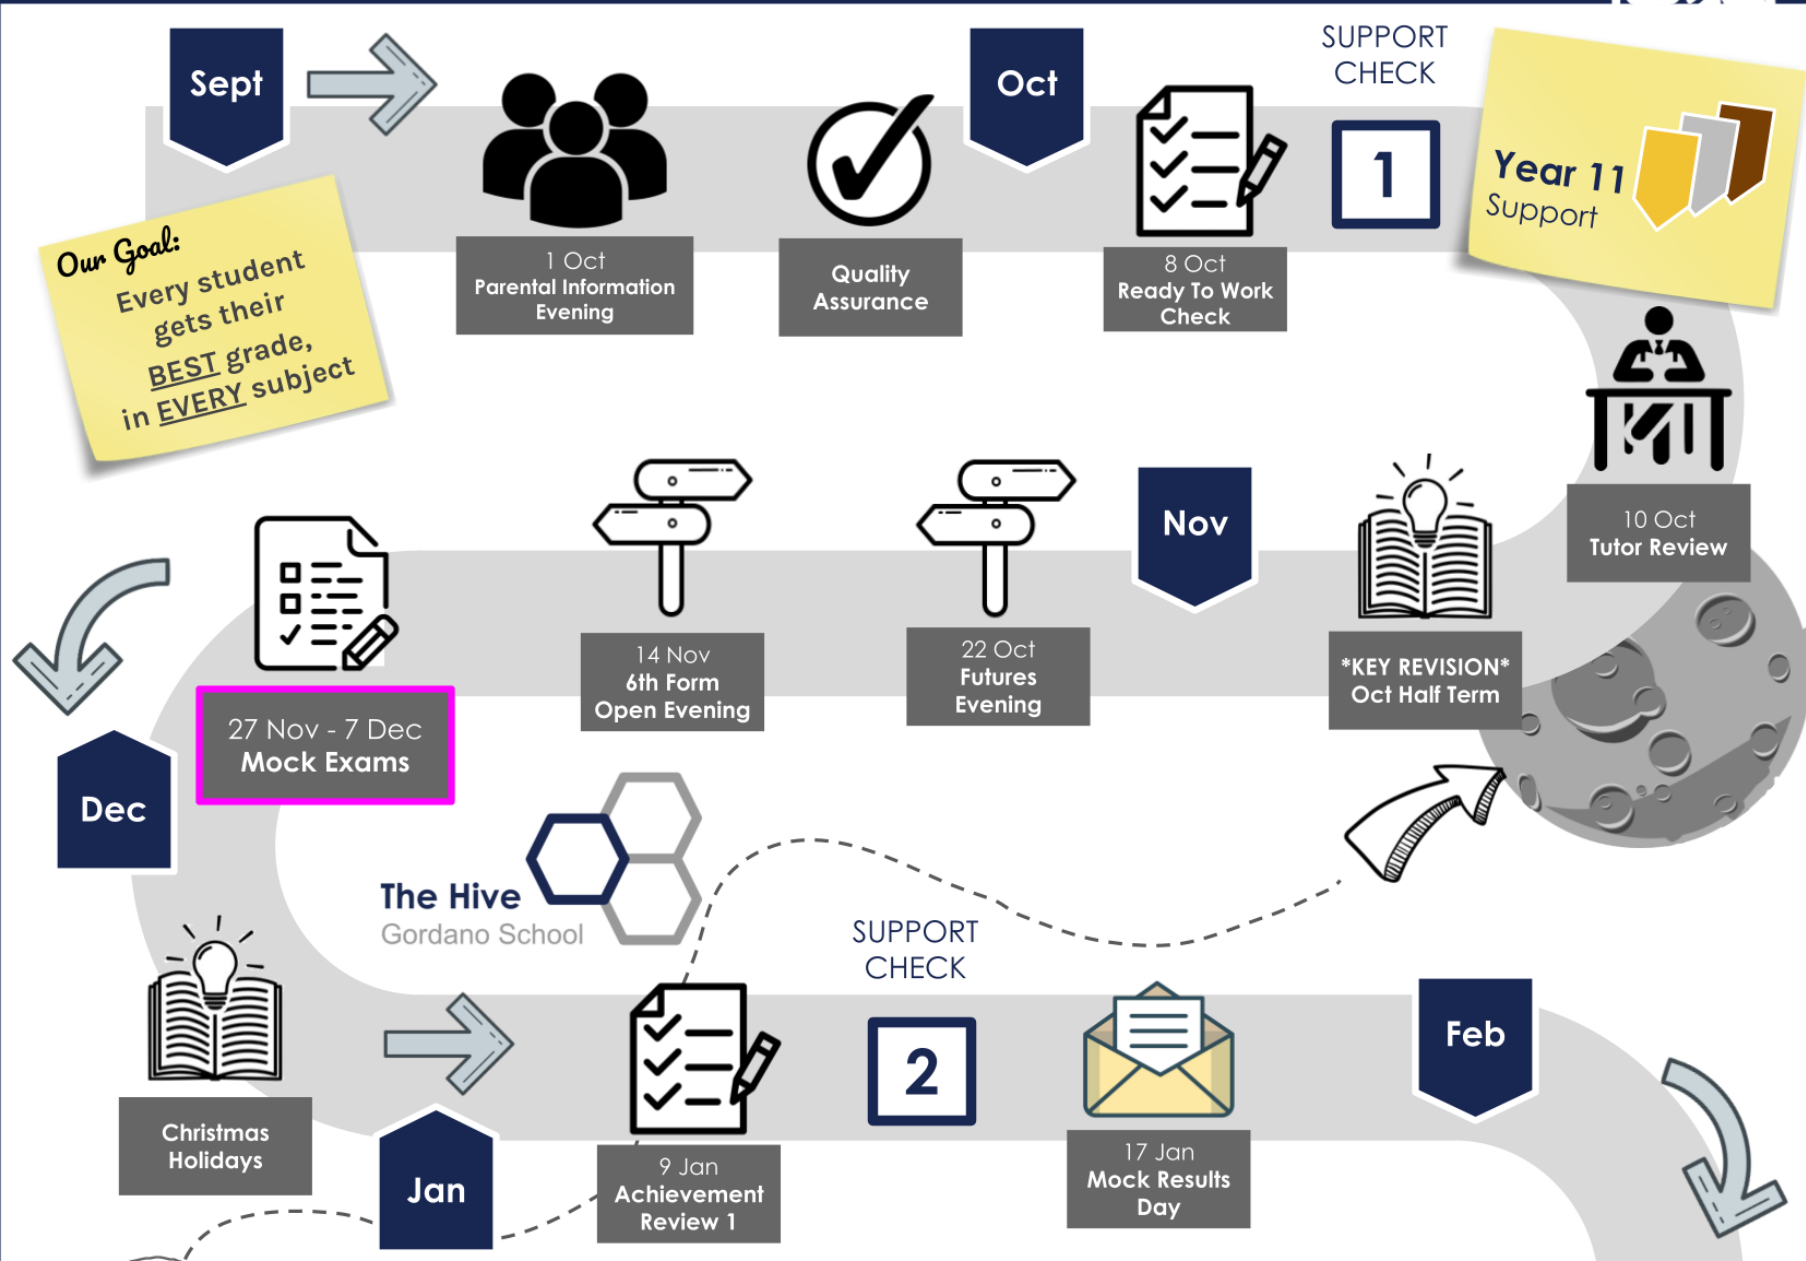 Sept
Oct
SUPPORT
CHECK
1
Year 11
Support
Our Goal:
Every student
gets their
BEST grade,
in EVERY subject
1 Oct
Parental Information
Evening
Quality
Assurance
8 Oct
Ready To Work
Check
10 Oct
Tutor Review
Nov
*KEY REVISION*
Oct Half Term
22 Oct
Futures
Evening
14 Nov
6th Form
Open Evening
27 Nov - 7 Dec
Mock Exams
Dec
The Hive
Gordano School
Christmas
Holidays
Jan
9 Jan
Achievement
Review 1
SUPPORT
CHECK
2
17 Jan
Mock Results
Day
Feb